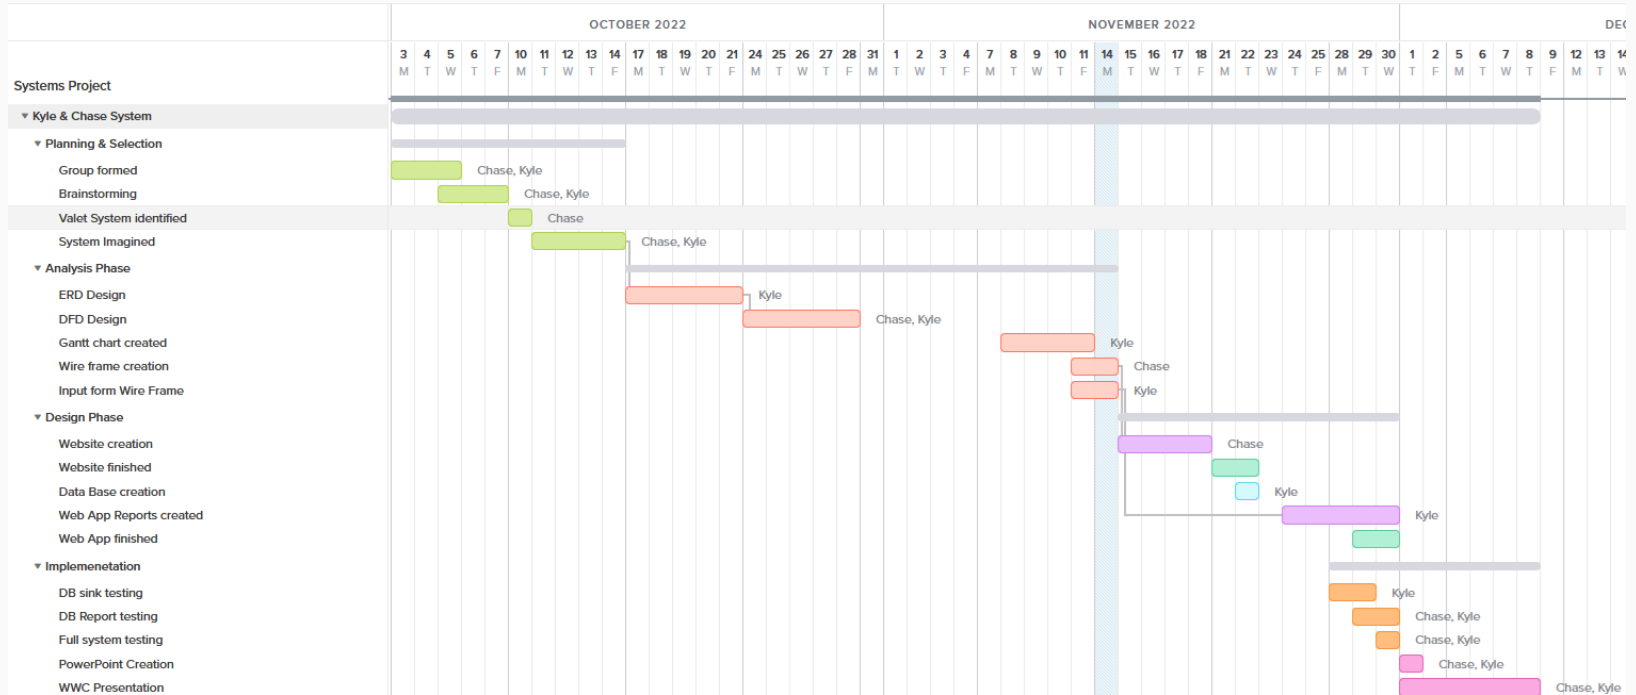 OCTOBER 2022 NOVEMBER 2022 DEC
3 4 5 6 7 10 11 12 13 14 17 18 19 20 21 24 25 26 27 28 31 1 2 3 4 7 8 9 10 11 14 15 16 17 18 21 22 23 24 25 28 29 30 1 2 5 6 7 8 9 12 13 14
M T W T F M T W T F M T W T F M T W T F M T W T F M T W T F M T W T F M T W T F M T W T F M T W T F M T W
Systems Project
Kyle & Chase System
Planning & Selection
Group formed Chase, Kyle
Brainstorming Chase, Kyle
Valet System identified Chase
System Imagined Chase, Kyle
Analysis Phase
ERD Design Kyle
DFD Design Chase, Kyle
Gantt chart created Kyle
Wire frame creation Chase
Input form Wire Frame Kyle
Design Phase
Website creation Chase
Website finished
Data Base creation Kyle
Web App Reports created Kyle
Web App finished
Implemenetation
DB sink testing Kyle
DB Report testing Chase, Kyle
Full system testing Chase, Kyle
PowerPoint Creation Chase, Kyle
WWC Presentation Chase, Kyle